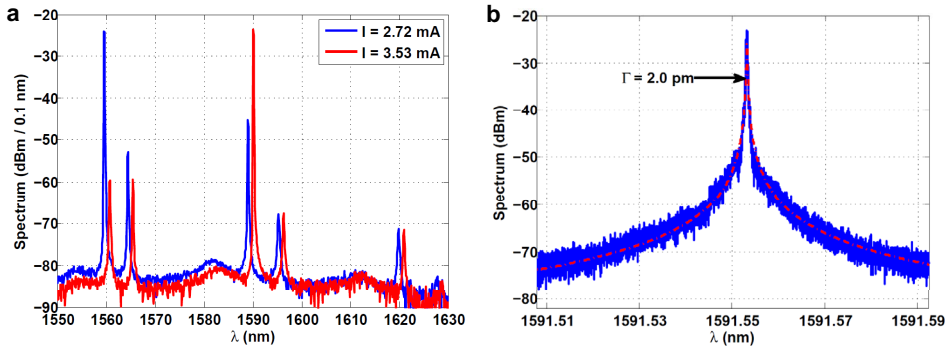 a
−20
−30
−40
−50
−60
−70
−80
−90
Spectrum (dBm / 0.1 nm)
I = 2.72 mA
I = 3.53 mA
1550 1560 1570 1580 1590 1600 1610 1620 1630
λ (nm)
b
−20
−30
−40
−50
−60
−70
−80
Spectrum (dBm)
Γ = 2.0 pm
1591.51 1591.53 1591.55 1591.57 1591.59
λ (nm)